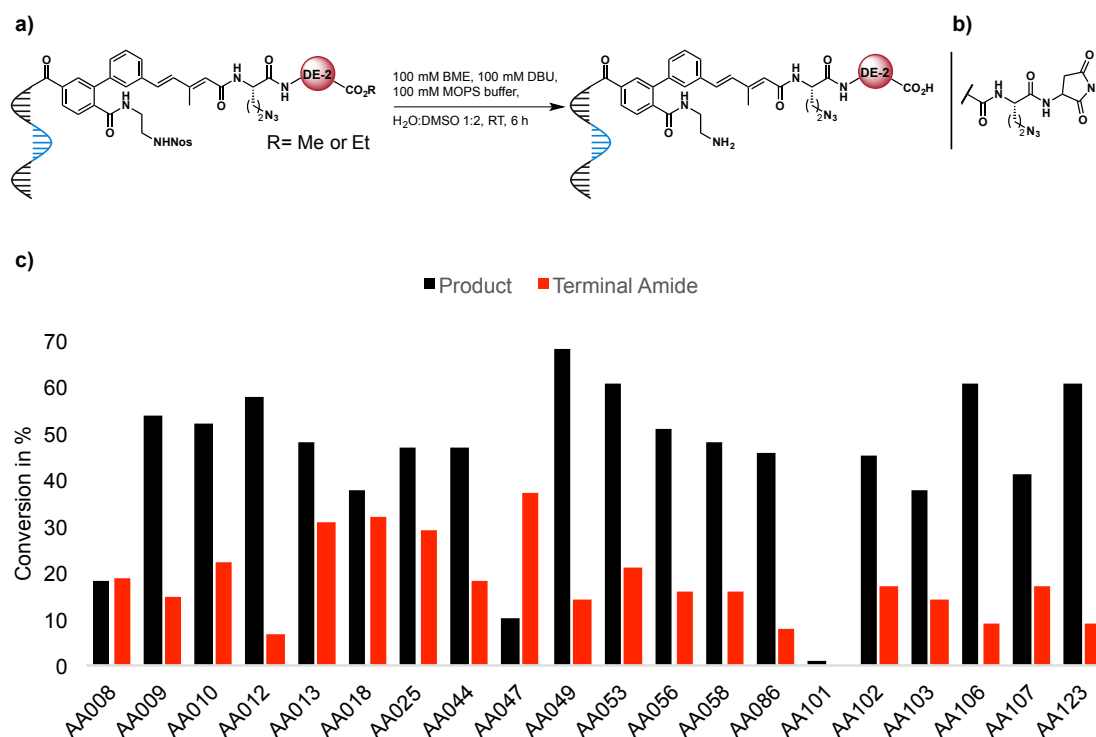 a)
b)
O
H
N
O
N
H
DE-2
CO₂R
N₃
2
O
H
N
NHNos
R= Me or Et
100 mM BME, 100 mM DBU,
100 mM MOPS buffer,
H₂O:DMSO 1:2, RT, 6 h
O
H
N
O
N
H
DE-2
CO₂H
N₃
2
O
H
N
NH₂
O
H
N
O
N
H
O
N
O
N₃
2
c)
Product Terminal Amide
Conversion in %
70
60
50
40
30
20
10
0
AA008
AA009
AA010
AA012
AA013
AA018
AA025
AA044
AA047
AA049
AA053
AA056
AA058
AA086
AA101
AA102
AA103
AA106
AA107
AA123